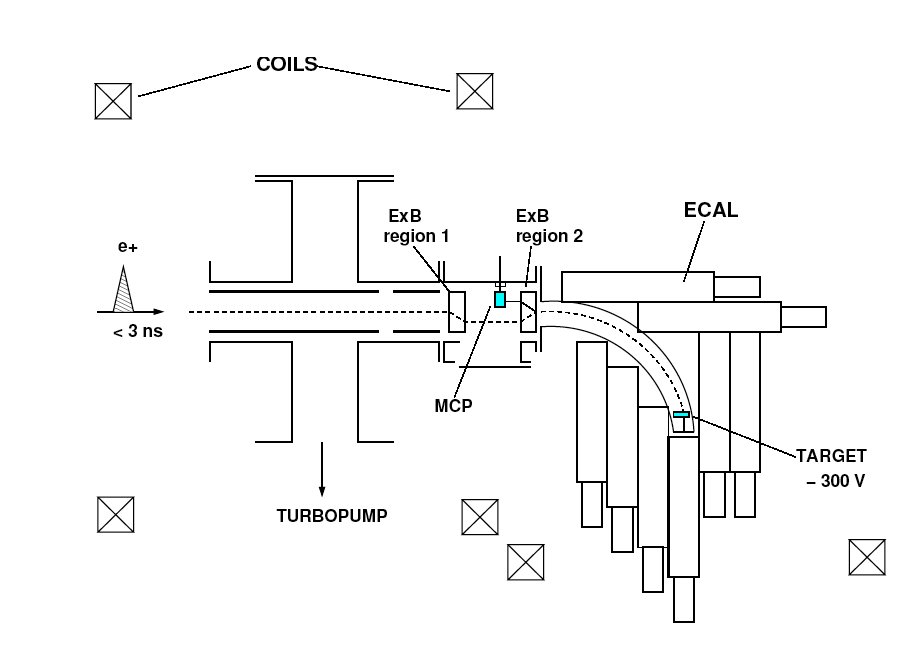 COILS
ExB
region 1
ExB
region 2
ECAL
e+
< 3 ns
MCP
TARGET
– 300 V
TURBOPUMP